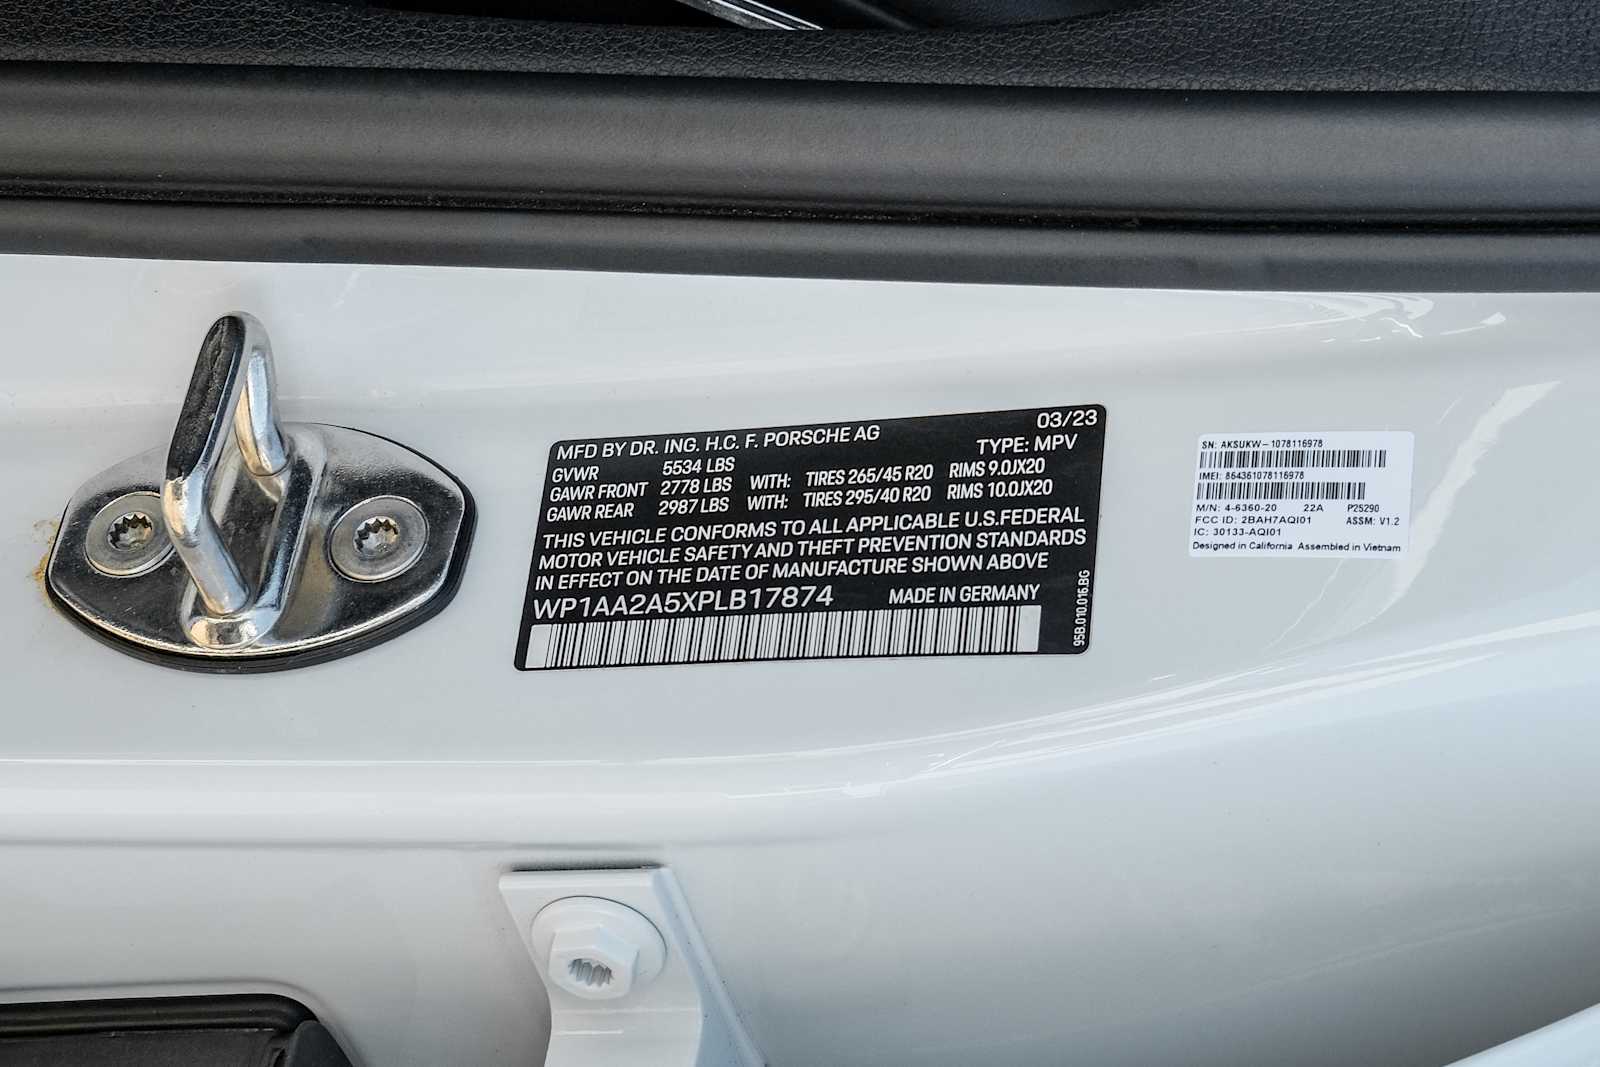 MFD BY DR. ING. H.C. F. PORSCHE AG 03/23
TYPE: MPV
GVWR 5534 LBS
GAWR FRONT 2778 LBS WITH: TIRES 265/45 R20 RIMS 9.0JX20
GAWR REAR 2987 LBS WITH: TIRES 295/40 R20 RIMS 10.0JX20
THIS VEHICLE CONFORMS TO ALL APPLICABLE U.S.FEDERAL
MOTOR VEHICLE SAFETY AND THEFT PREVENTION STANDARDS
IN EFFECT ON THE DATE OF MANUFACTURE SHOWN ABOVE
WP1AA2A5XPLB17874 MADE IN GERMANY
95B.010.016.BG
SN: AKSUKW-1078116978
IMEI: 864361078116978
M/N: 4-6360-20 22A P25290
FCC ID: 2BAH7AQI01 ASSM: V1.2
IC: 30133-AQI01
Designed in California Assembled in Vietnam